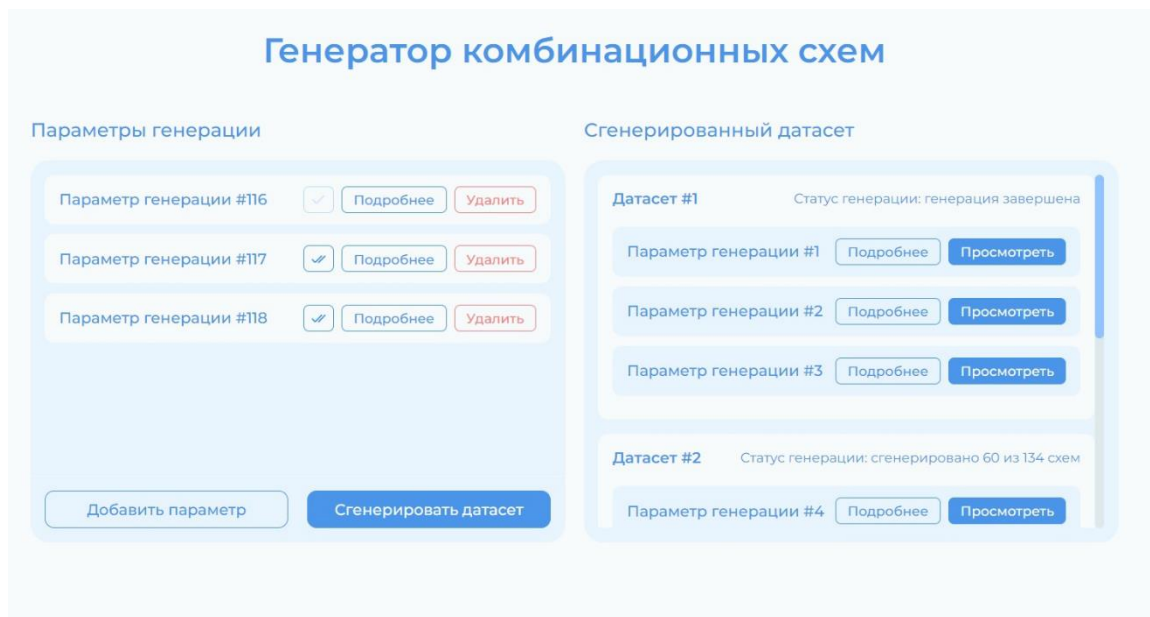 Генератор комбинационных схем
Параметры генерации
Параметр генерации #116 Подробнее Удалить
Параметр генерации #117 Подробнее Удалить
Параметр генерации #118 Подробнее Удалить
Добавить параметр Сгенерировать датасет
Сгенерированный датасет
Датасет #1 Статус генерации: генерация завершена
Параметр генерации #1 Подробнее Просмотреть
Параметр генерации #2 Подробнее Просмотреть
Параметр генерации #3 Подробнее Просмотреть
Датасет #2 Статус генерации: сгенерировано 60 из 134 схем
Параметр генерации #4 Подробнее Просмотреть